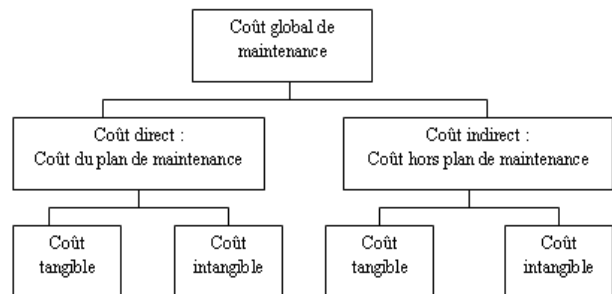 Coût global de
maintenance
Coût direct :
Coût du plan de maintenance
Coût indirect :
Coût hors plan de maintenance
Coût
tangible
Coût
intangible
Coût
tangible
Coût
intangible